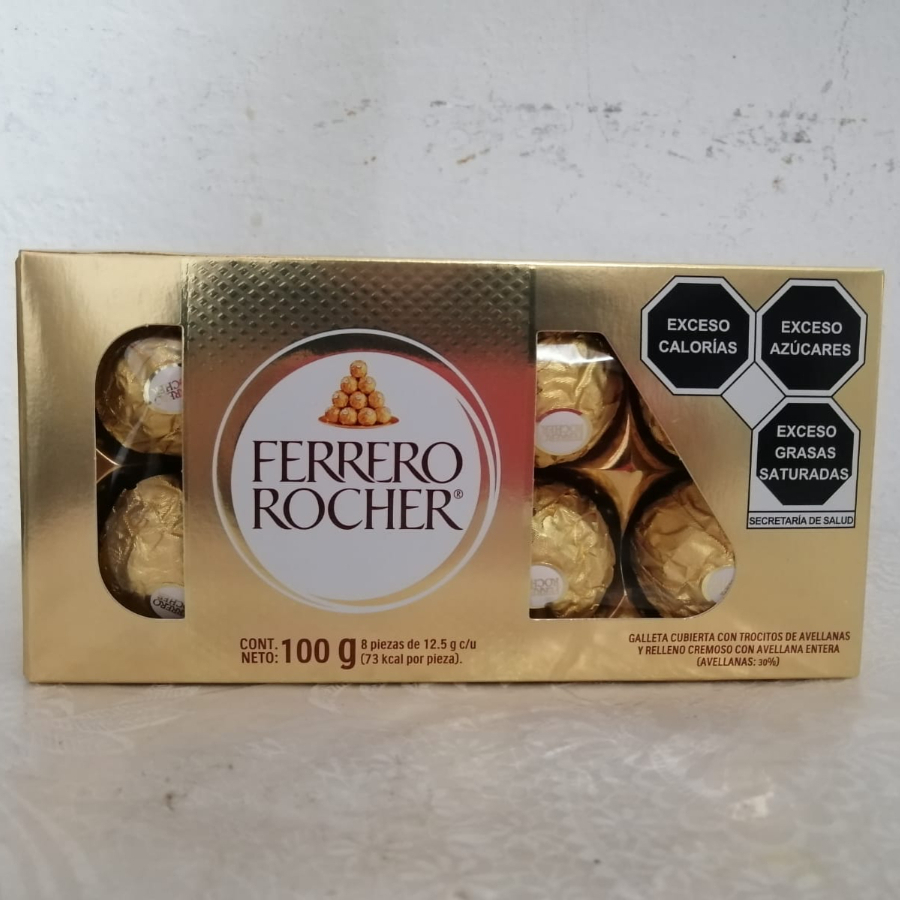 EXCESO
CALORÍAS
EXCESO
AZÚCARES
EXCESO
GRASAS
SATURADAS
SECRETARÍA DE SALUD
FERRERO
ROCHER®
CONT.
NETO: 100 g
8 piezas de 12.5 g c/u
(73 kcal por pieza).
GALLETA CUBIERTA CON TROCITOS DE AVELLANAS
Y RELLENO CREMOSO CON AVELLANA ENTERA
(AVELLANAS: 30%)